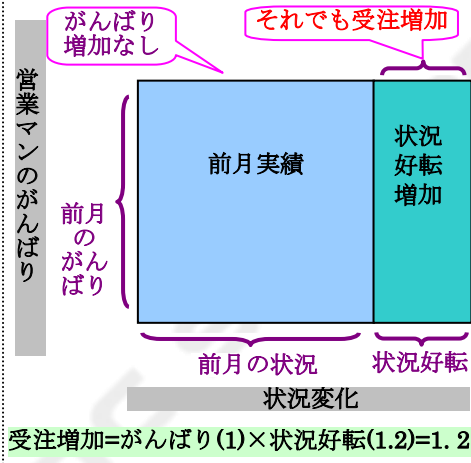 がんばり
増加なし
それでも受注増加
営業マンのがんばり
前月実績
状況
好転
増加
前月
の
がん
ばり
前月の状況
状況好転
状況変化
受注増加=がんばり(1)×状況好転(1.2)=1.2